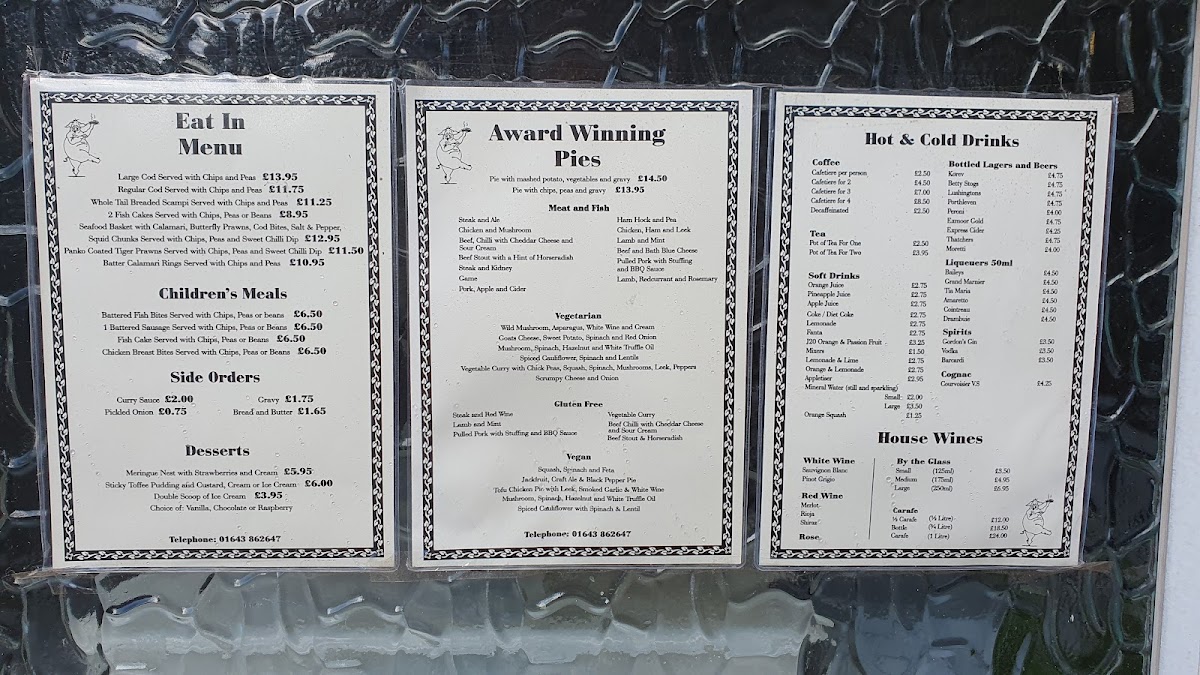 Eat In
Menu
Large Cod Served with Chips and Peas £13.95
Regular Cod Served with Chips and Peas £11.75
Whole Tail Breaded Scampi Served with Chips and Peas £11.25
2 Fish Cakes Served with Chips, Peas or Beans £8.95
Seafood Basket with Calamari, Butterfly Prawns, Cod Bites, Salt & Pepper,
Squid Chunks Served with Chips, Peas and Sweet Chilli Dip £12.95
Panko Coated Tiger Prawns Served with Chips, Peas and Sweet Chilli Dip £11.50
Batter Calamari Rings Served with Chips and Peas £10.95
Children's Meals
Battered Fish Bites Served with Chips, Peas or beans £6.50
1 Battered Sausage Served with Chips, Peas or Beans £6.50
Fish Cake Served with Chips, Peas or Beans £6.50
Chicken Breast Bites Served with Chips, Peas or Beans £6.50
Side Orders
Curry Sauce £2.00 Gravy £1.75
Pickled Onion £0.75 Bread and Butter £1.65
Desserts
Meringue Nest with Strawberries and Cream £5.95
Sticky Toffee Pudding and Custard, Cream or Ice Cream £6.00
Double Scoop of Ice Cream £3.95
Choice of: Vanilla, Chocolate or Raspberry
Telephone: 01643 862647
Award Winning
Pies
Pie with mashed potato, vegetables and gravy £14.50
Pie with chips, peas and gravy £13.95
Meat and Fish
Steak and Ale
Chicken and Mushroom
Beef, Chilli with Cheddar Cheese and
Sour Cream
Beef Stout with a Hint of Horseradish
Steak and Kidney
Game
Pork, Apple and Cider
Ham Hock and Pea
Chicken, Ham and Leek
Lamb and Mint
Beef and Bath Blue Cheese
Pulled Pork with Stuffing
and BBQ Sauce
Lamb, Redcurrant and Rosemary
Vegetarian
Wild Mushroom, Asparagus, White Wine and Cream
Goats Cheese, Sweet Potato, Spinach and Red Onion
Mushroom, Spinach, Hazelnut and White Truffle Oil
Spiced Cauliflower, Spinach and Lentils
Vegetable Curry with Chick Peas, Squash, Spinach, Mushrooms, Leek, Peppers
Scrumpy Cheese and Onion
Gluten Free
Steak and Red Wine
Lamb and Mint
Pulled Pork with Stuffing and BBQ Sauce
Vegetable Curry
Beef Chilli with Cheddar Cheese
and Sour Cream
Beef Stout & Horseradish
Vegan
Squash, Spinach and Feta
Jackfruit, Craft Ale & Black Pepper Pie
Tofu Chicken Pie with Leek, Smoked Garlic & White Wine
Mushroom, Spinach, Hazelnut and White Truffle Oil
Spiced Cauliflower with Spinach & Lentil
Telephone: 01643 862647
Hot & Cold Drinks
Coffee
Cafetiere per person £2.50
Cafetiere for 2 £4.50
Cafetiere for 3 £7.00
Cafetiere for 4 £8.50
Decaffeinated £2.50
Tea
Pot of Tea For One £2.50
Pot of Tea For Two £3.95
Soft Drinks
Orange Juice £2.75
Pineapple Juice £2.75
Apple Juice £2.75
Coke / Diet Coke £2.75
Lemonade £2.75
Fanta £2.75
J20 Orange & Passion Fruit £3.25
Mixers £1.50
Lemonade & Lime £2.75
Orange & Lemonade £2.75
Appletiser £2.95
Mineral Water (still and sparkling)
Small £2.00
Large £3.50
Orange Squash £1.25
Bottled Lagers and Beers
Korev £4.75
Betty Stogs £4.75
Lushingtons £4.75
Porthleven £4.75
Peroni £4.00
Exmoor Gold £4.75
Express Cider £4.25
Thatchers £4.75
Moretti £4.00
Liqueuers 50ml
Baileys £4.50
Grand Marnier £4.50
Tia Maria £4.50
Amaretto £4.50
Cointreau £4.50
Drambuie £4.50
Spirits
Gordon's Gin £3.50
Vodka £3.50
Barcardi £3.50
Cognac
Courvoisier V.S £4.25
House Wines
White Wine
Sauvignon Blanc
Pinot Grigio
Red Wine
Merlot
Rioja
Shiraz
Rose
By the Glass
Small (125ml) £3.50
Medium (175ml) £4.95
Large (250ml) £6.95
Carafe
½ Carafe (½ Litre) £12.00
Bottle (¾ Litre) £18.50
Carafe (1 Litre) £24.00